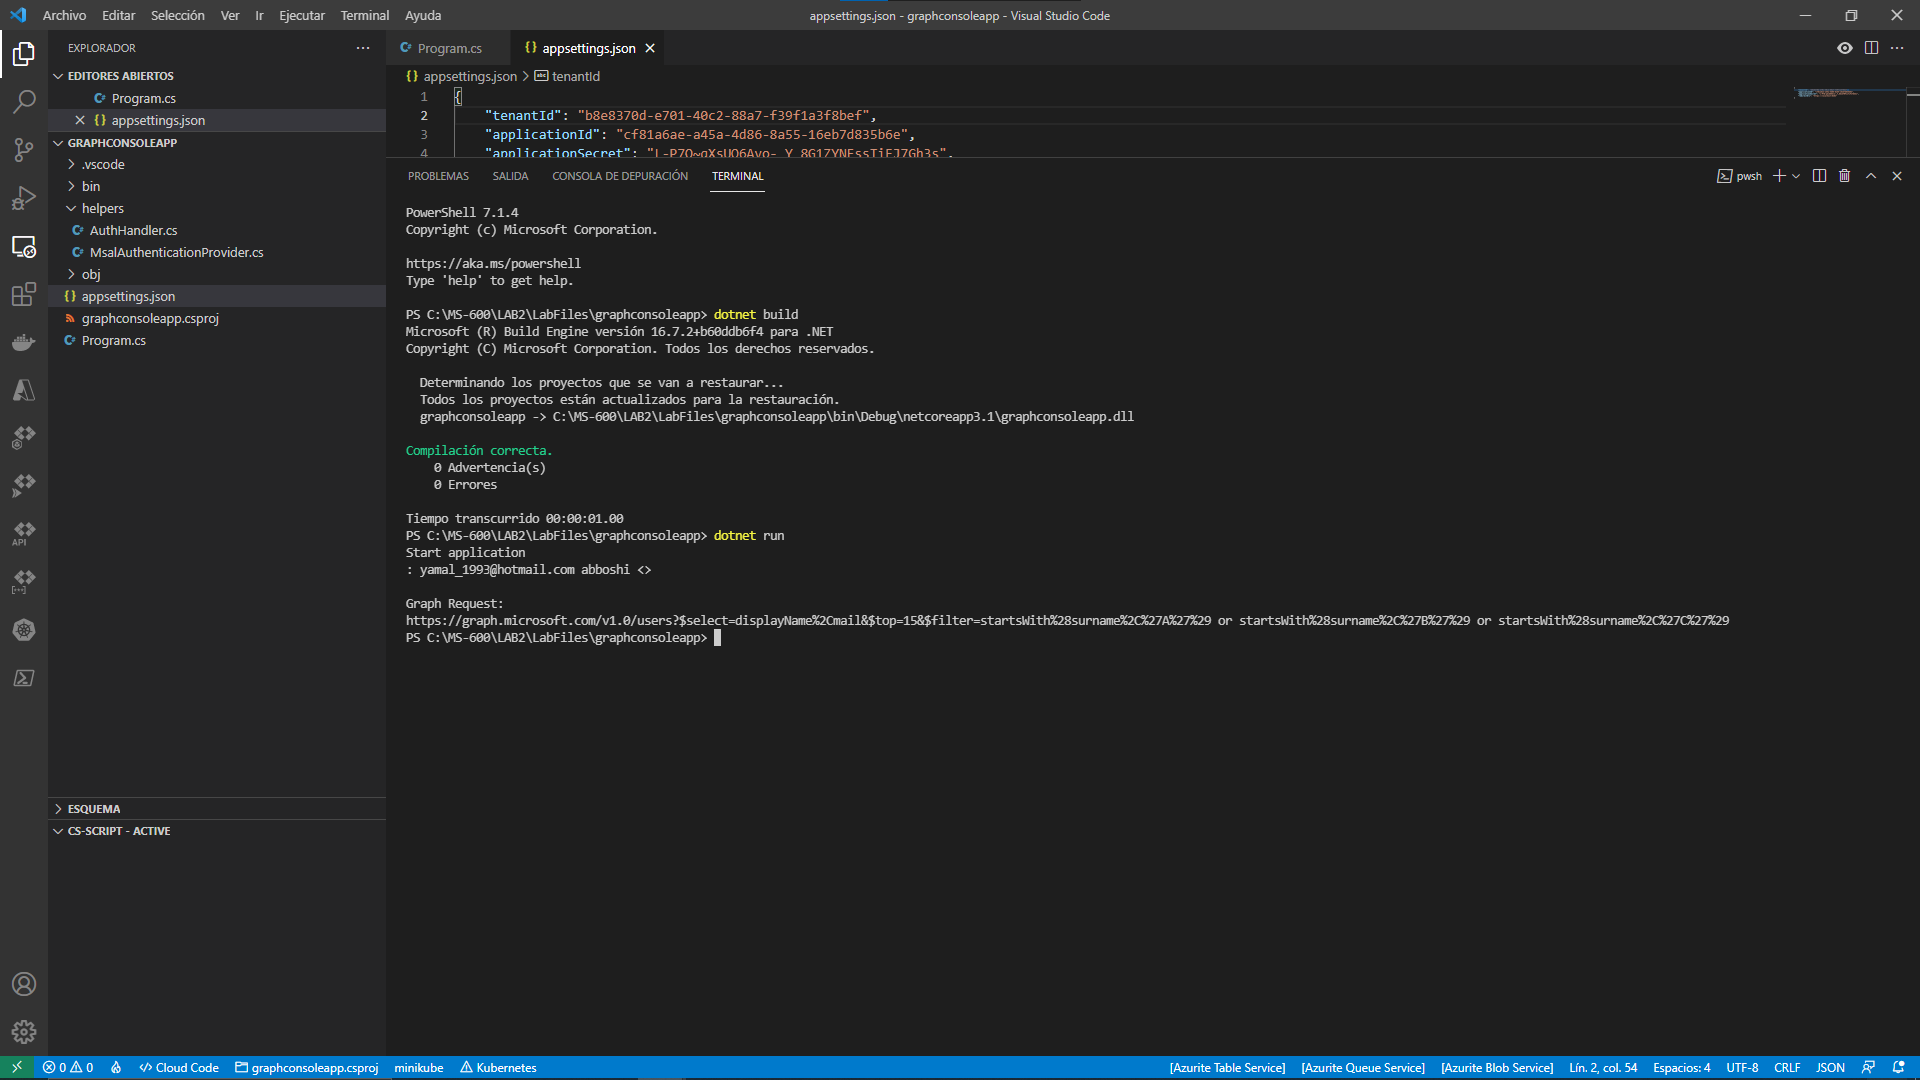 Archivo Editar Selección Ver Ir Ejecutar Terminal Ayuda
appsettings.json - graphconsoleapp - Visual Studio Code
EXPLORADOR
EDITORES ABIERTOS
Program.cs
appsettings.json
GRAPHCONSOLEAPP
.vscode
bin
helpers
AuthHandler.cs
MsalAuthenticationProvider.cs
obj
appsettings.json
graphconsoleapp.csproj
Program.cs
ESQUEMA
CS-SCRIPT - ACTIVE
API
Program.cs
appsettings.json
appsettings.json > tenantId
1 {
2 "tenantId": "b8e8370d-e701-40c2-88a7-f39f1a3f8bef",
3 "applicationId": "cf81a6ae-a45a-4d86-8a55-16eb7d835b6e",
4 "applicationSecret":
PROBLEMAS SALIDA CONSOLA DE DEPURACIÓN TERMINAL
pwsh
PowerShell 7.1.4
Copyright (c) Microsoft Corporation.
https://aka.ms/powershell
Type 'help' to get help.
PS C:\MS-600\LAB2\LabFiles\graphconsoleapp> dotnet build
Microsoft (R) Build Engine versión 16.7.2+b60ddb6f4 para .NET
Copyright (C) Microsoft Corporation. Todos los derechos reservados.
Determinando los proyectos que se van a restaurar...
Todos los proyectos están actualizados para la restauración.
graphconsoleapp -> C:\MS-600\LAB2\LabFiles\graphconsoleapp\bin\Debug\netcoreapp3.1\graphconsoleapp.dll
Compilación correcta.
0 Advertencia(s)
0 Errores
Tiempo transcurrido 00:00:01.00
PS C:\MS-600\LAB2\LabFiles\graphconsoleapp> dotnet run
Start application
: yamal_1993@hotmail.com abboshi <>
Graph Request:
https://graph.microsoft.com/v1.0/users?$select=displayName%2Cmail&$top=15&$filter=startsWith%28surname%2C%27A%27%29 or startsWith%28surname%2C%27B%27%29 or startsWith%28surname%2C%27C%27%29
PS C:\MS-600\LAB2\LabFiles\graphconsoleapp>
0 0 Cloud Code graphconsoleapp.csproj minikube Kubernetes
[Azurite Table Service] [Azurite Queue Service] [Azurite Blob Service] Lín. 2, col. 54 Espacios: 4 UTF-8 CRLF JSON